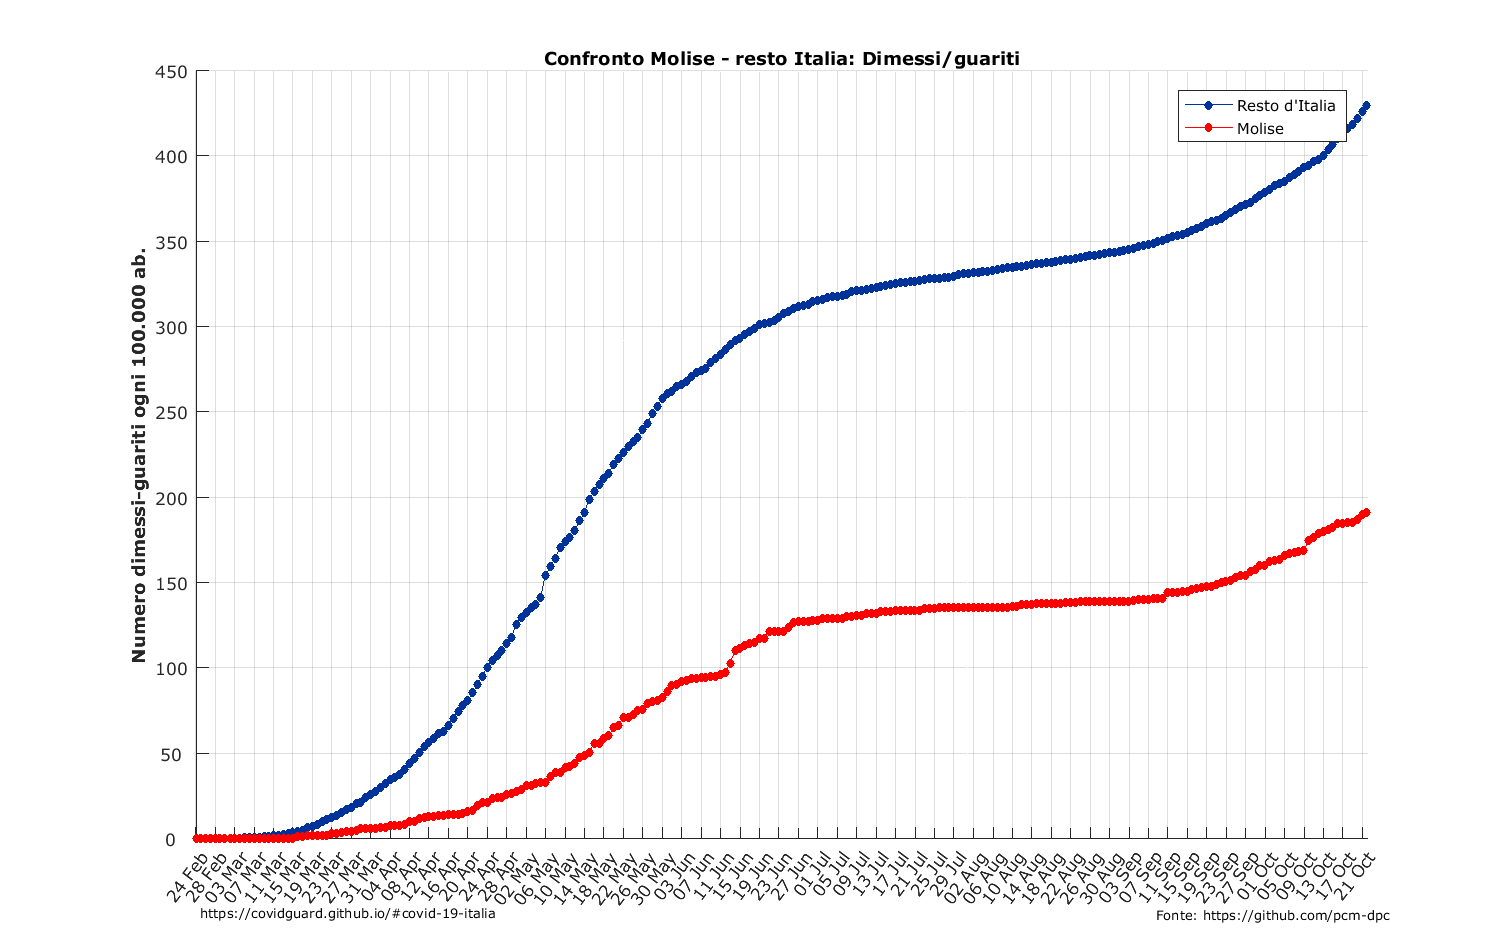 Confronto Molise - resto Italia: Dimessi/guariti
Numero dimessi-guariti ogni 100.000 ab.
450
400
350
300
250
200
150
100
50
0
Resto d'Italia
Molise
24 Feb
28 Feb
03 Mar
07 Mar
11 Mar
15 Mar
19 Mar
23 Mar
27 Mar
31 Mar
04 Apr
08 Apr
12 Apr
16 Apr
20 Apr
24 Apr
28 Apr
02 May
06 May
10 May
14 May
18 May
22 May
26 May
30 May
03 Jun
07 Jun
11 Jun
15 Jun
19 Jun
23 Jun
27 Jun
01 Jul
05 Jul
09 Jul
13 Jul
17 Jul
21 Jul
25 Jul
29 Jul
02 Aug
06 Aug
10 Aug
14 Aug
18 Aug
22 Aug
26 Aug
30 Aug
03 Sep
07 Sep
11 Sep
15 Sep
19 Sep
23 Sep
27 Sep
01 Oct
05 Oct
09 Oct
13 Oct
17 Oct
21 Oct
https://covidguard.github.io/#covid-19-italia
Fonte: https://github.com/pcm-dpc